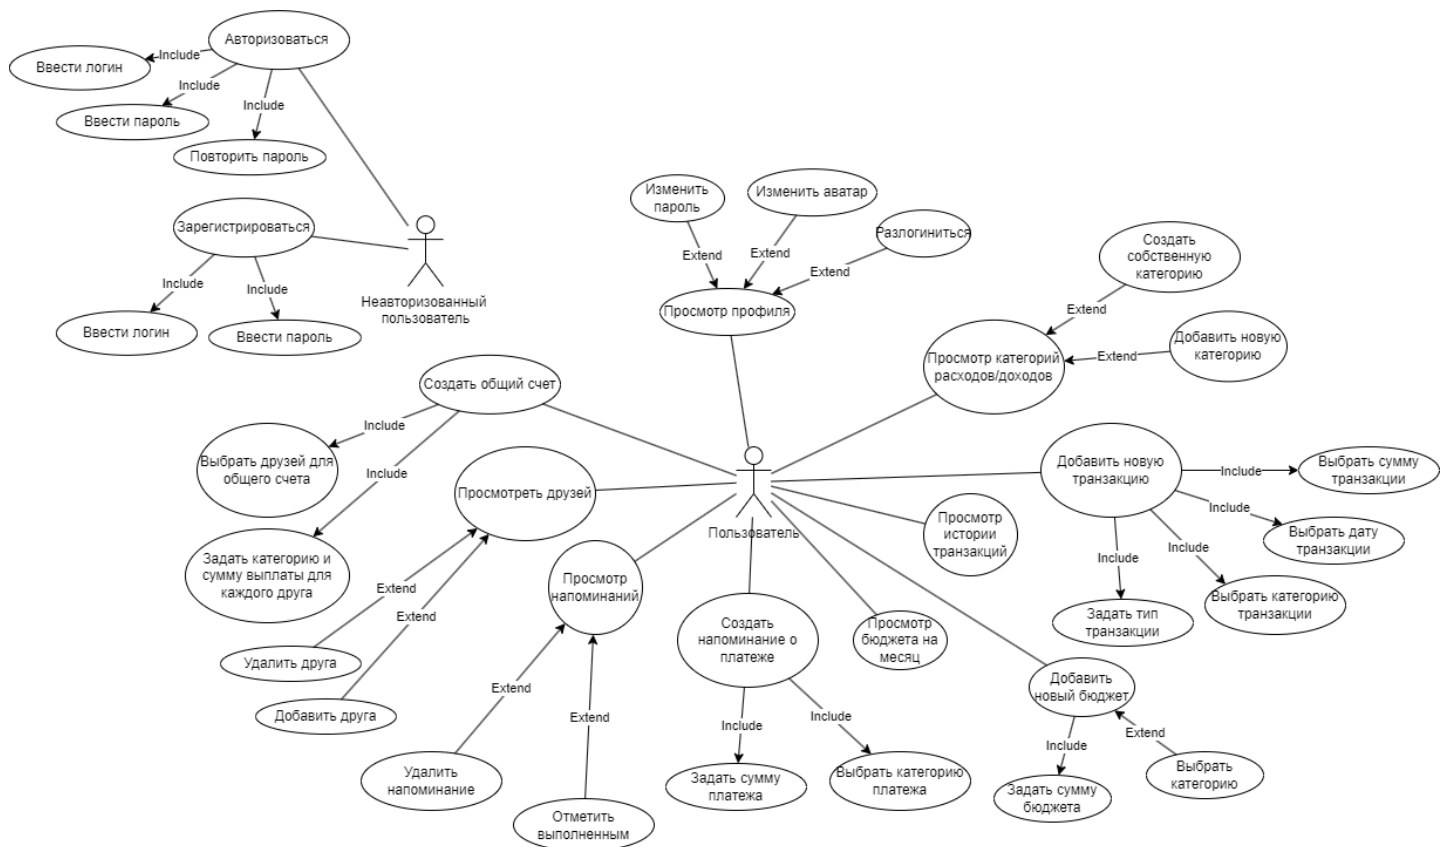 Авторизоваться
Include
Ввести логин
Include
Ввести пароль
Include
Повторить пароль
Зарегистрироваться
Include
Ввести логин
Include
Ввести пароль
Неавторизованный
пользователь
Изменить
пароль
Изменить аватар
Разлогиниться
Extend
Extend
Extend
Просмотр профиля
Создать
собственную
категорию
Extend
Добавить новую
категорию
Extend
Просмотр категорий
расходов/доходов
Создать общий счет
Include
Выбрать друзей для
общего счета
Include
Задать категорию и
сумму выплаты для
каждого друга
Просмотреть друзей
Extend
Удалить друга
Extend
Добавить друга
Пользователь
Просмотр
напоминаний
Extend
Удалить
напоминание
Extend
Отметить
выполненным
Создать
напоминание о
платеже
Include
Задать сумму
платежа
Include
Выбрать категорию
платежа
Просмотр
бюджета на
месяц
Просмотр
истории
транзакций
Добавить новую
транзакцию
Include
Выбрать сумму
транзакции
Include
Выбрать дату
транзакции
Include
Выбрать категорию
транзакции
Include
Задать тип
транзакции
Добавить
новый бюджет
Include
Задать сумму
бюджета
Extend
Выбрать
категорию